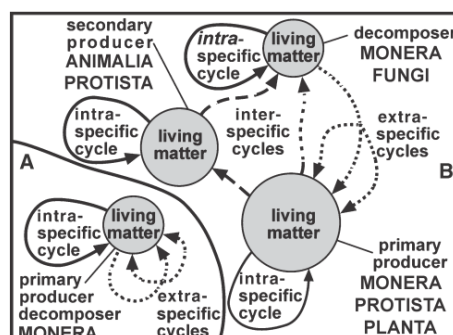 secondary
producer
ANIMALIA
PROTISTA
intra-
specific
cycle
living
matter
decomposer
MONERA
FUNGI
intra-
specific
cycle
living
matter
inter-
specific
cycles
extra-
specific
cycles
A
B
intra-
specific
cycle
living
matter
living
matter
primary
producer
decomposer
MONERA
extra-
specific
cycles
intra-
specific
cycle
primary
producer
MONERA
PROTISTA
PLANTA